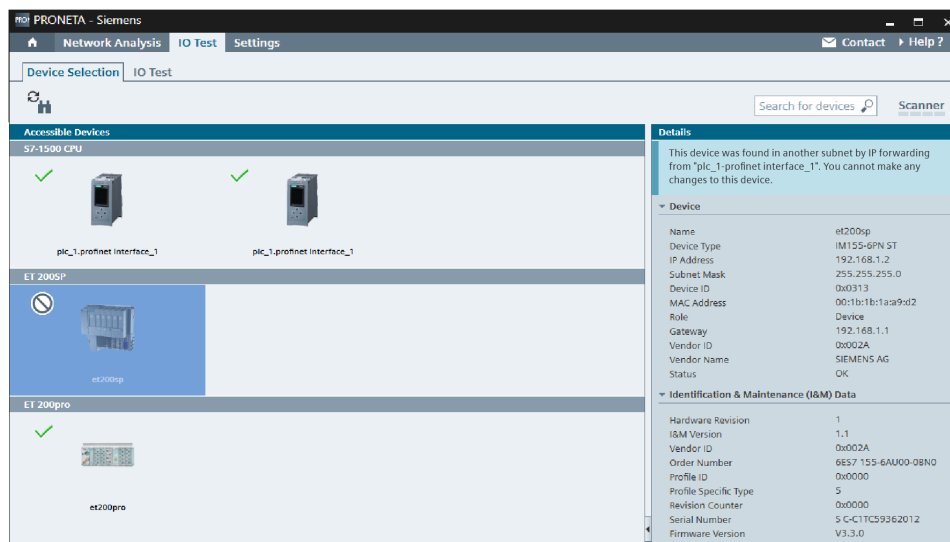 PRO PRONETA - Siemens
Network Analysis IO Test Settings Contact Help ?
Device Selection IO Test
Search for devices Scanner
Accessible Devices
S7-1500 CPU
plc_1.profinet interface_1 plc_1.profinet interface_1
ET 200SP
et200sp
ET 200pro
et200pro
Details
This device was found in another subnet by IP forwarding
from "plc_1-profinet interface_1". You cannot make any
changes to this device.
Device
Name et200sp
Device Type IM155-6PN ST
IP Address 192.168.1.2
Subnet Mask 255.255.255.0
Device ID 0x0313
MAC Address 00:1b:1b:1a:a9:d2
Role Device
Gateway 192.168.1.1
Vendor ID 0x002A
Vendor Name SIEMENS AG
Status OK
Identification & Maintenance (I&M) Data
Hardware Revision 1
I&M Version 1.1
Vendor ID 0x002A
Order Number 6ES7 155-6AU00-0BN0
Profile ID 0x0000
Profile Specific Type 5
Revision Counter 0x0000
Serial Number S C-C1TC59362012
Firmware Version V3.3.0